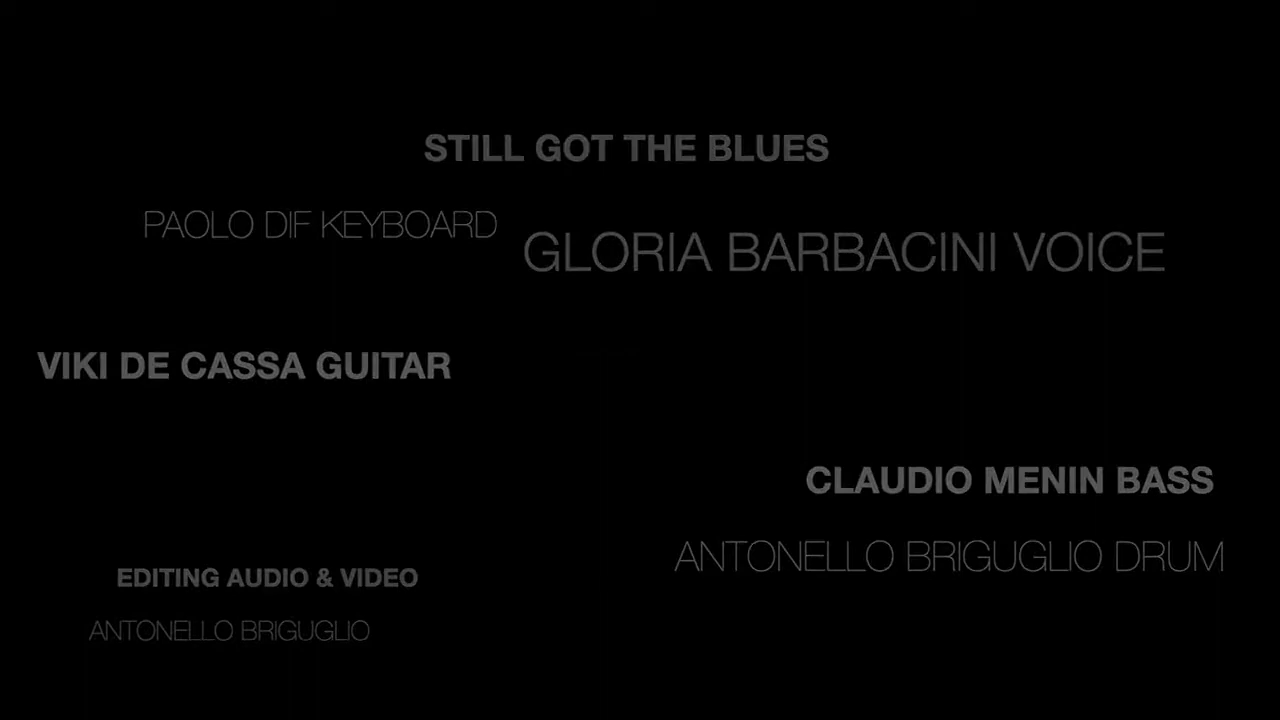 STILL GOT THE BLUES
PAOLO DIF KEYBOARD
GLORIA BARBACINI VOICE
VIKI DE CASSA GUITAR
CLAUDIO MENIN BASS
ANTONELLO BRIGUGLIO DRUM
EDITING AUDIO & VIDEO
ANTONELLO BRIGUGLIO